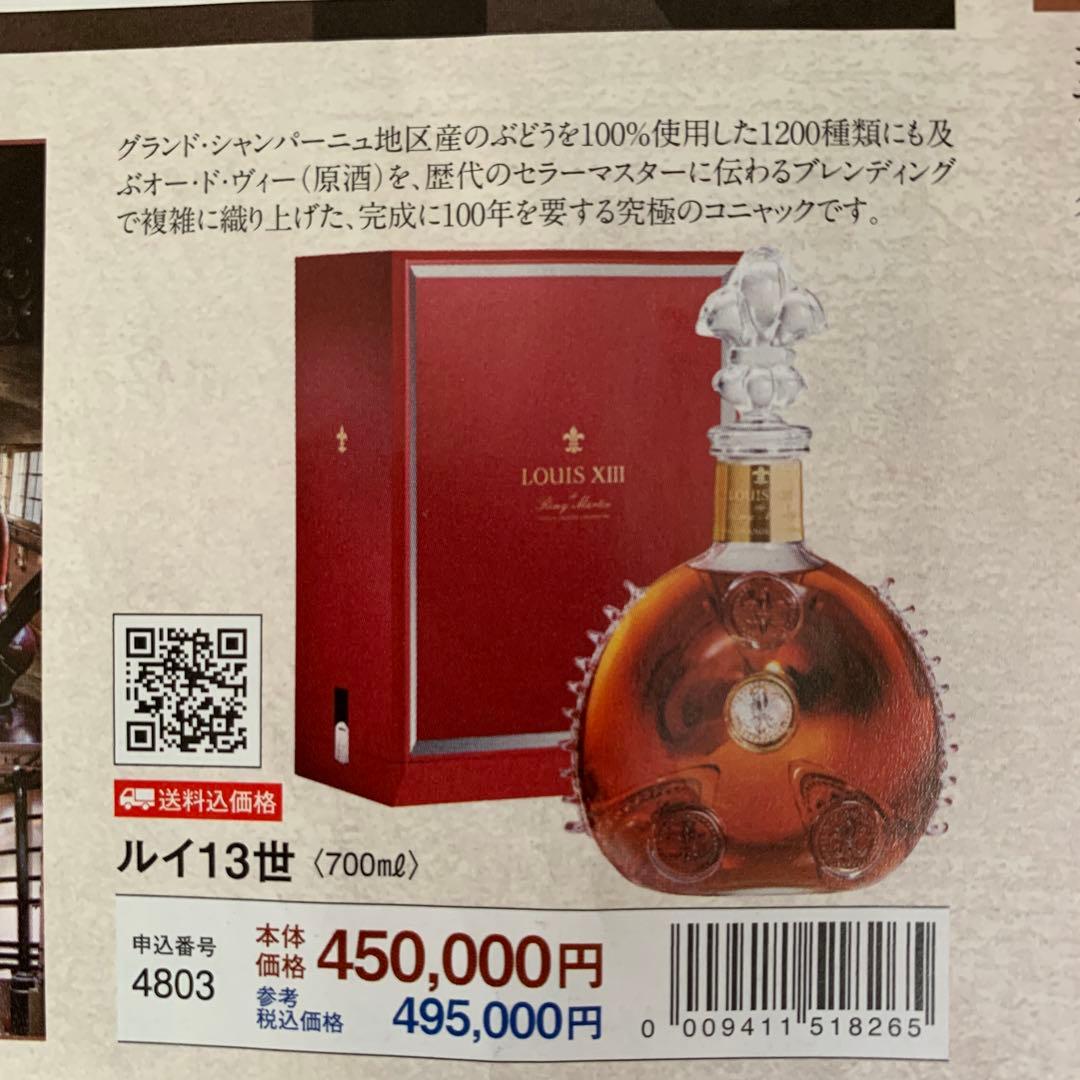 グランド・シャンパーニュ地区産のぶどうを100%使用した1200種類にも及
ぶオー・ド・ヴィー(原酒)を、歴代のセラーマスターに伝わるブレンディング
で複雑に織り上げた、完成に100年を要する究極のコニャックです。
LOUIS XIII
de
Rémy Martin
LOUIS XIII
送料込価格
ルイ13世〈700㎖〉
申込番号
4803
本体
価格 450,000円
参考
税込価格 495,000円
0 009411 518265